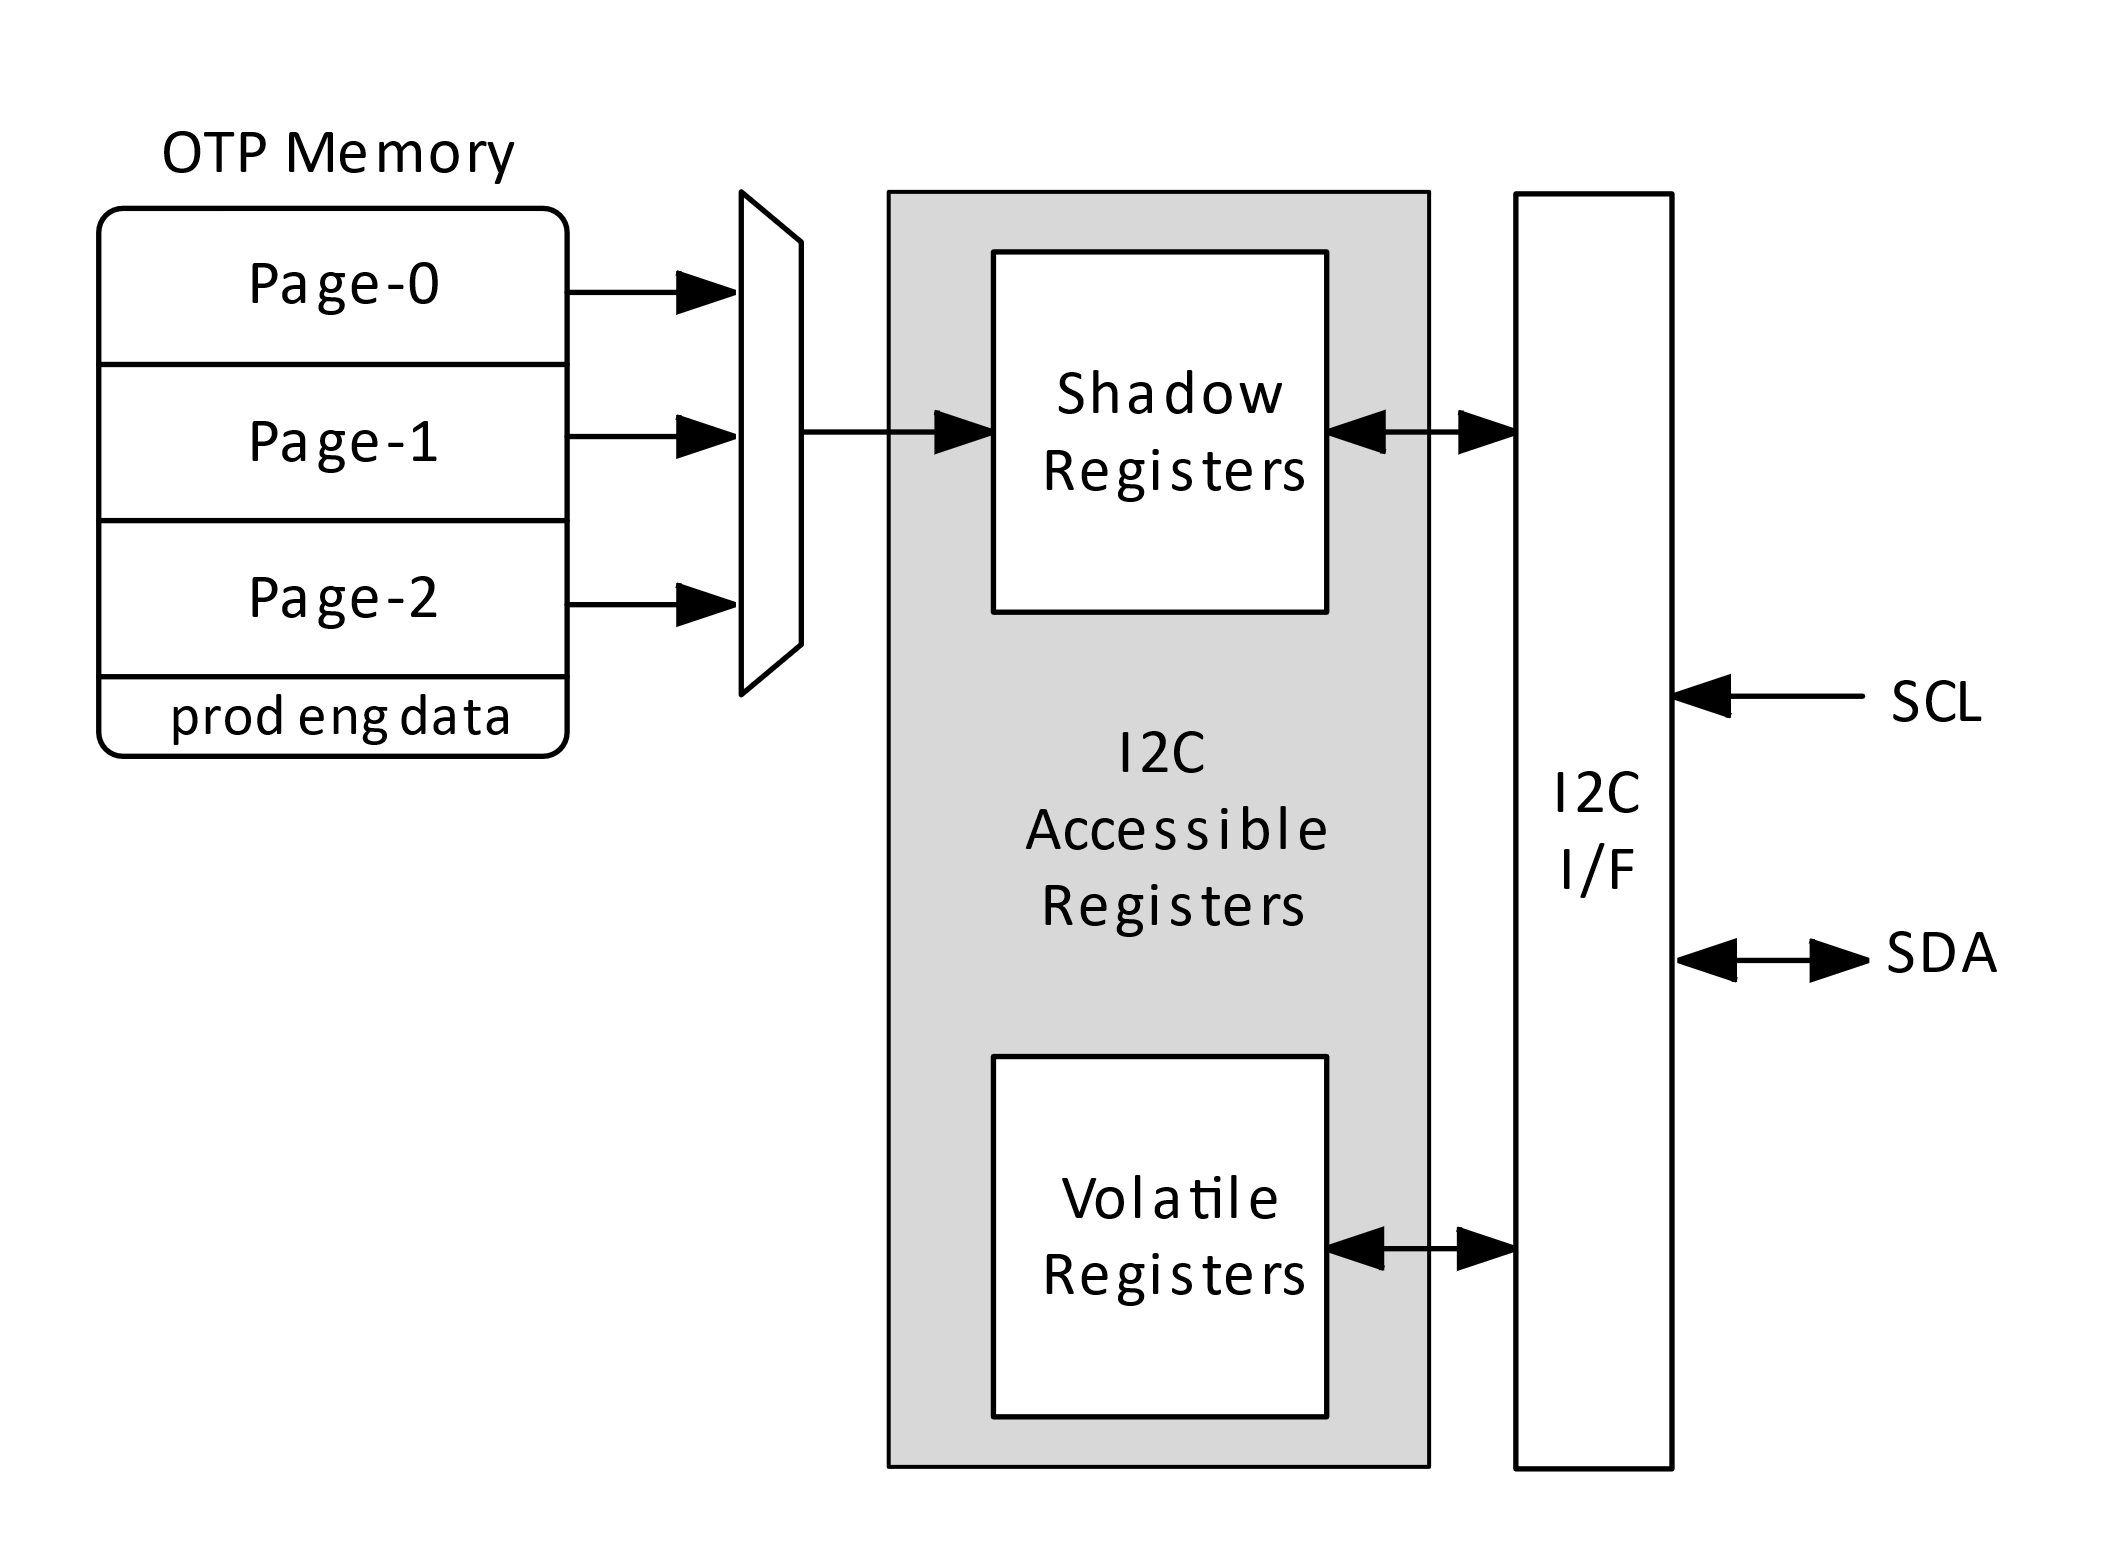 OTP Memory
Page-0
Page-1
Page-2
prod eng data
Shadow
Registers
I2C
Accessible
Registers
Volatile
Registers
I2C
I/F
SCL
SDA